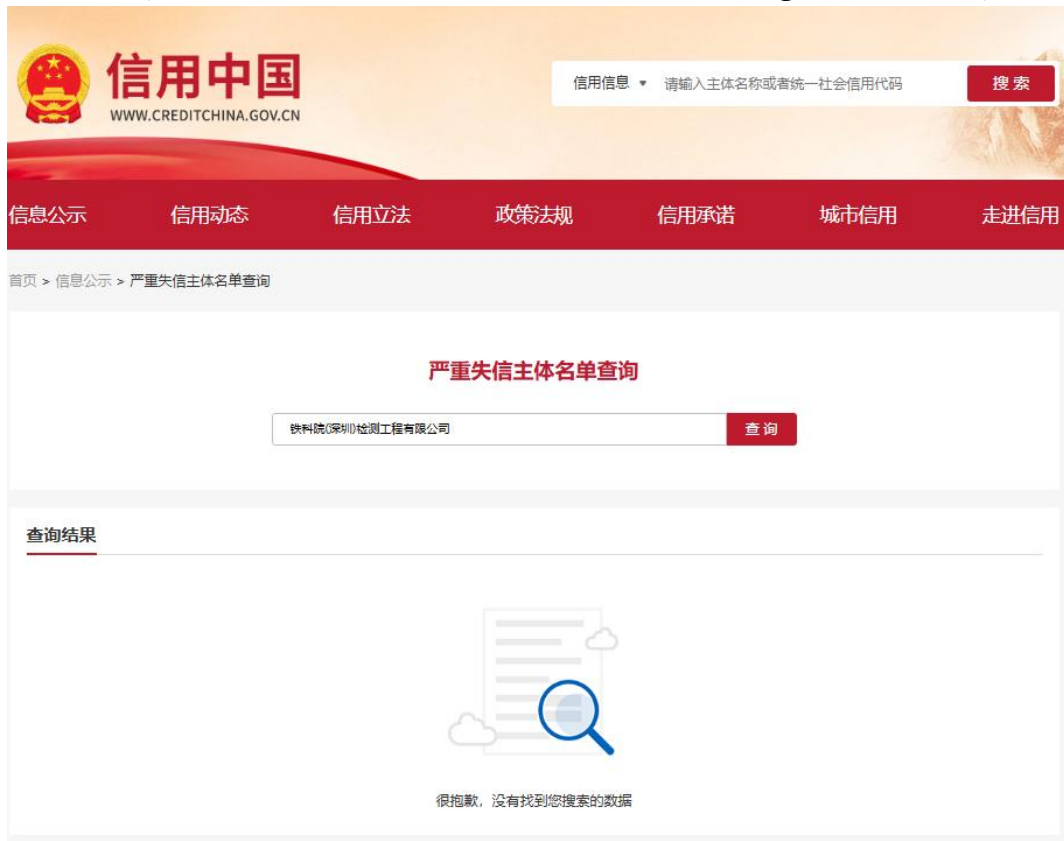 信用中国
WWW.CREDITCHINA.GOV.CN
信用信息 请输入主体名称或者统一社会信用代码 搜索
信息公示 信用动态 信用立法 政策法规 信用承诺 城市信用 走进信用
首页 > 信息公示 > 严重失信主体名单查询
严重失信主体名单查询
铁科院(深圳)检测工程有限公司 查询
查询结果
很抱歉，没有找到您搜索的数据